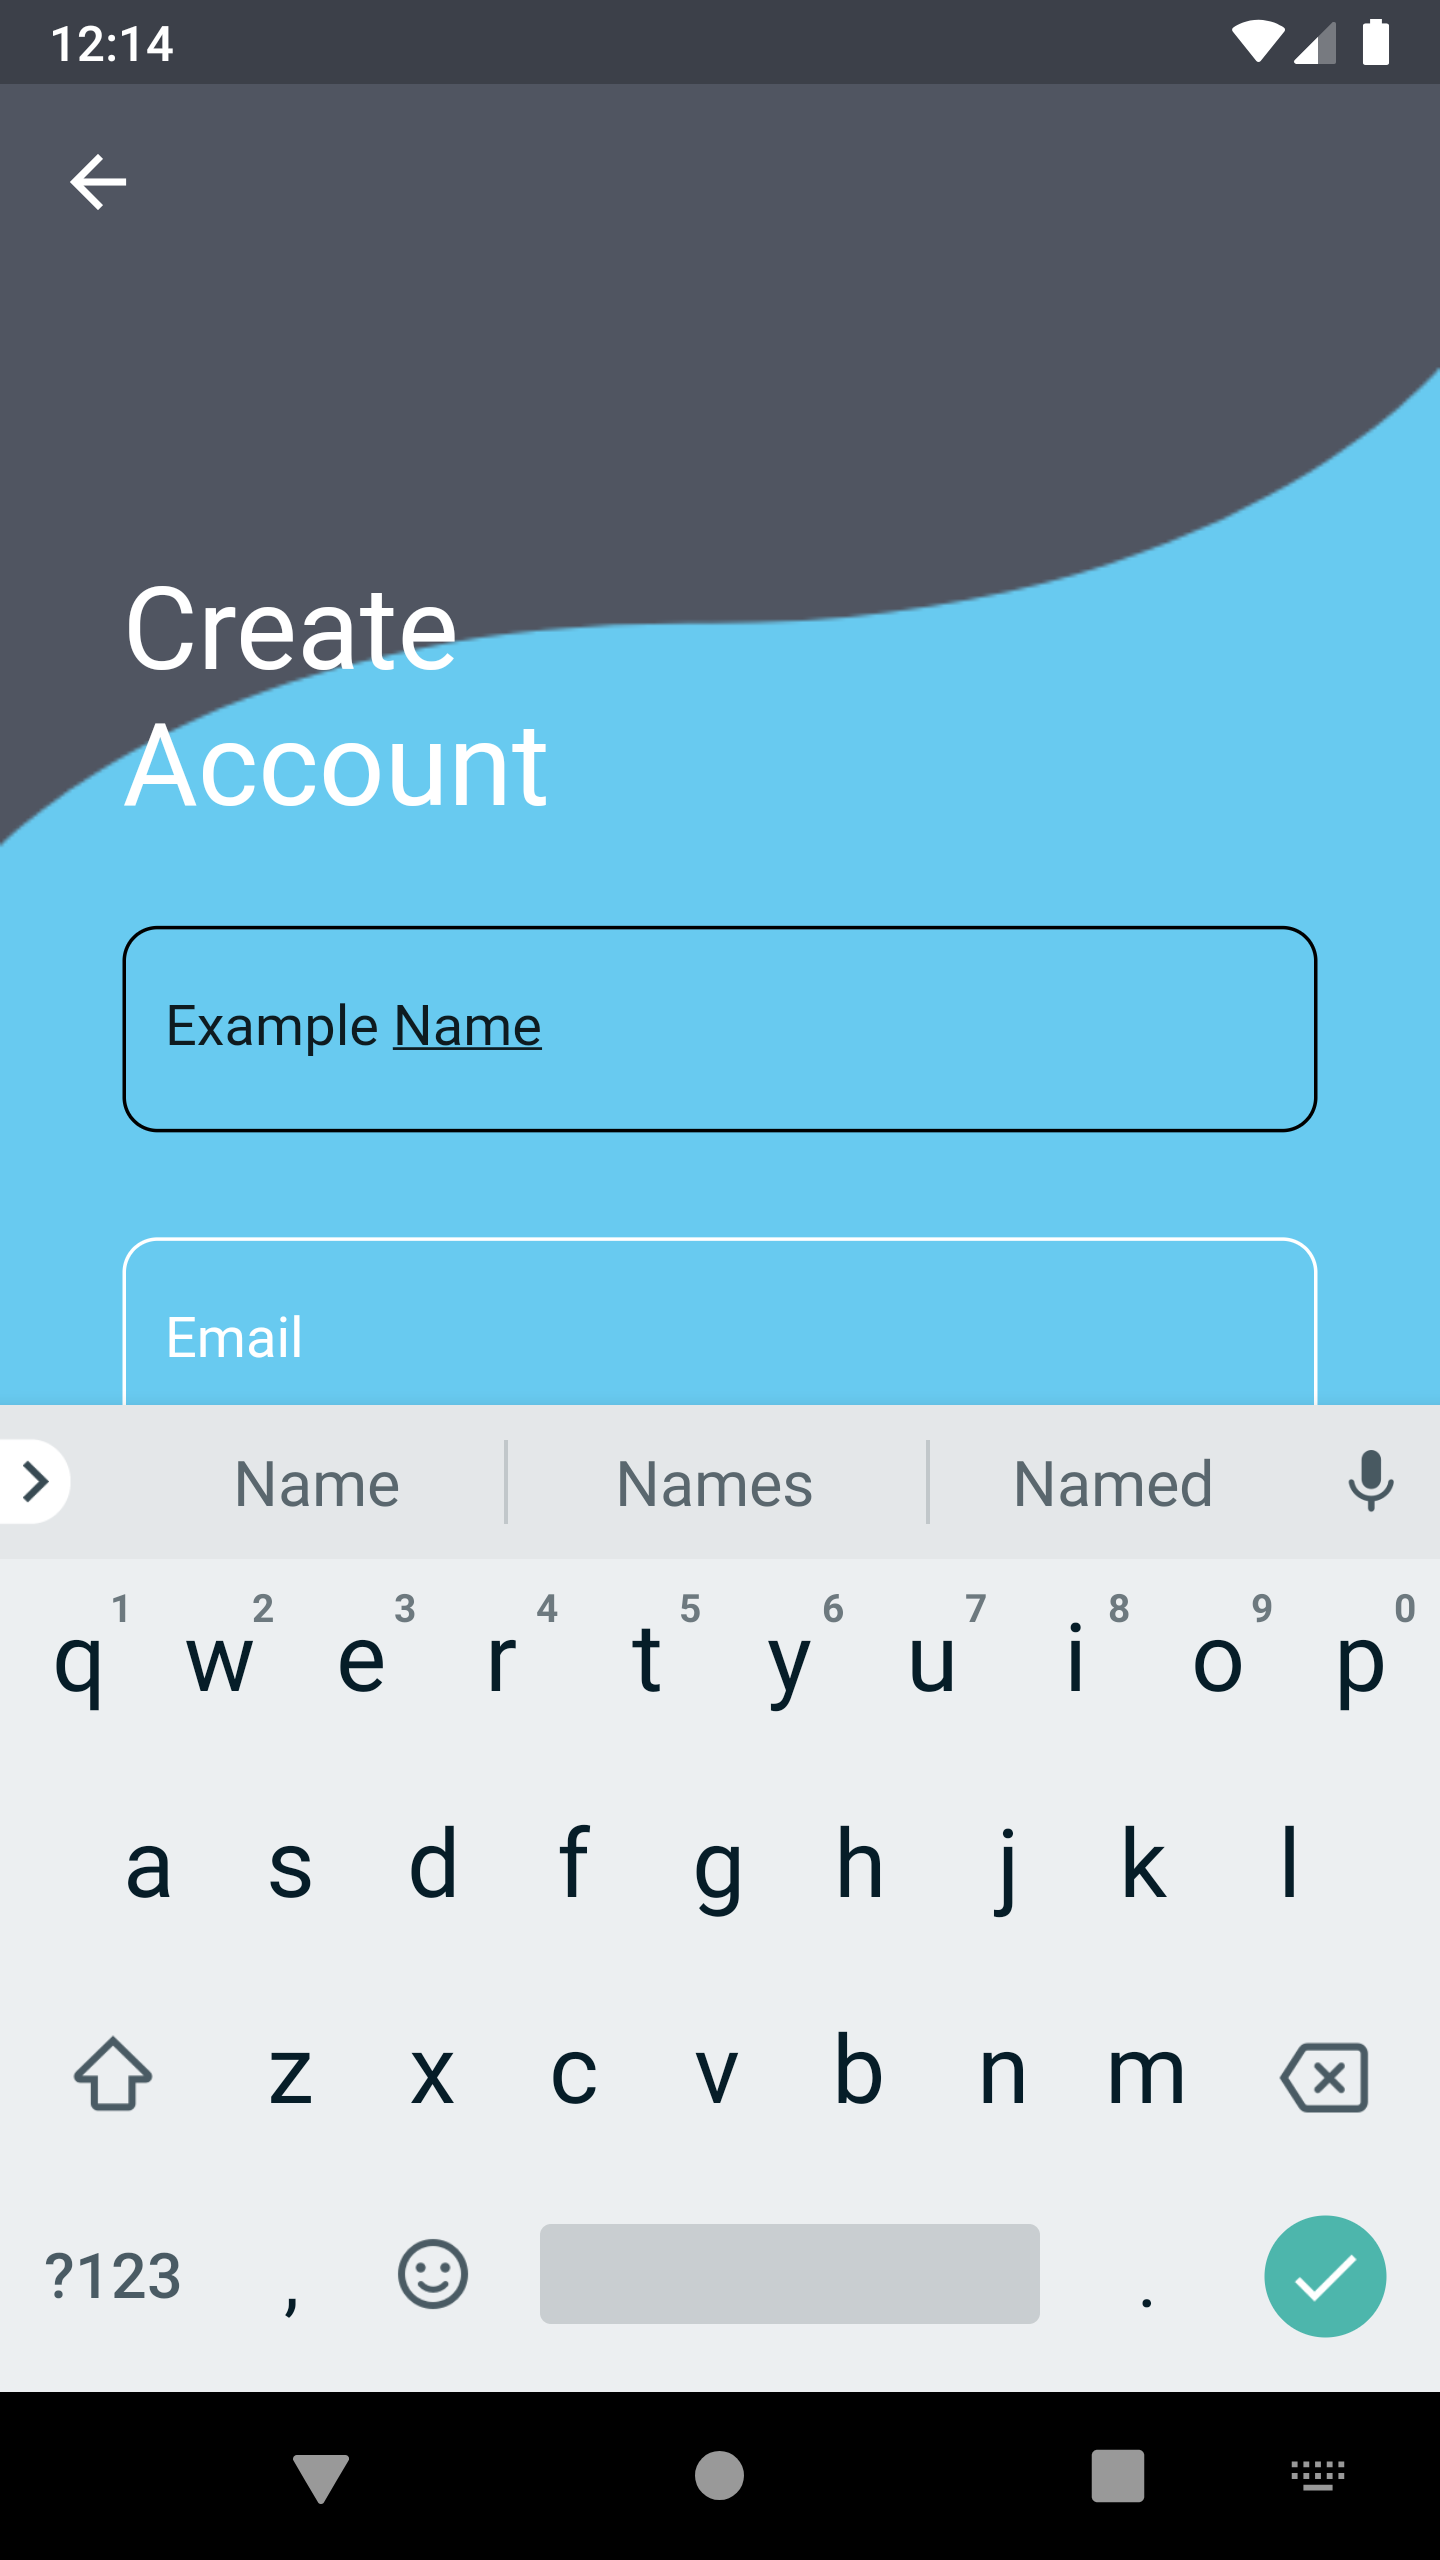 12:14
Create
Account
Example Name
Email
Name Names Named
1 2 3 4 5 6 7 8 9 0
q w e r t y u i o p
a s d f g h j k l
z x c v b n m
?123 , .